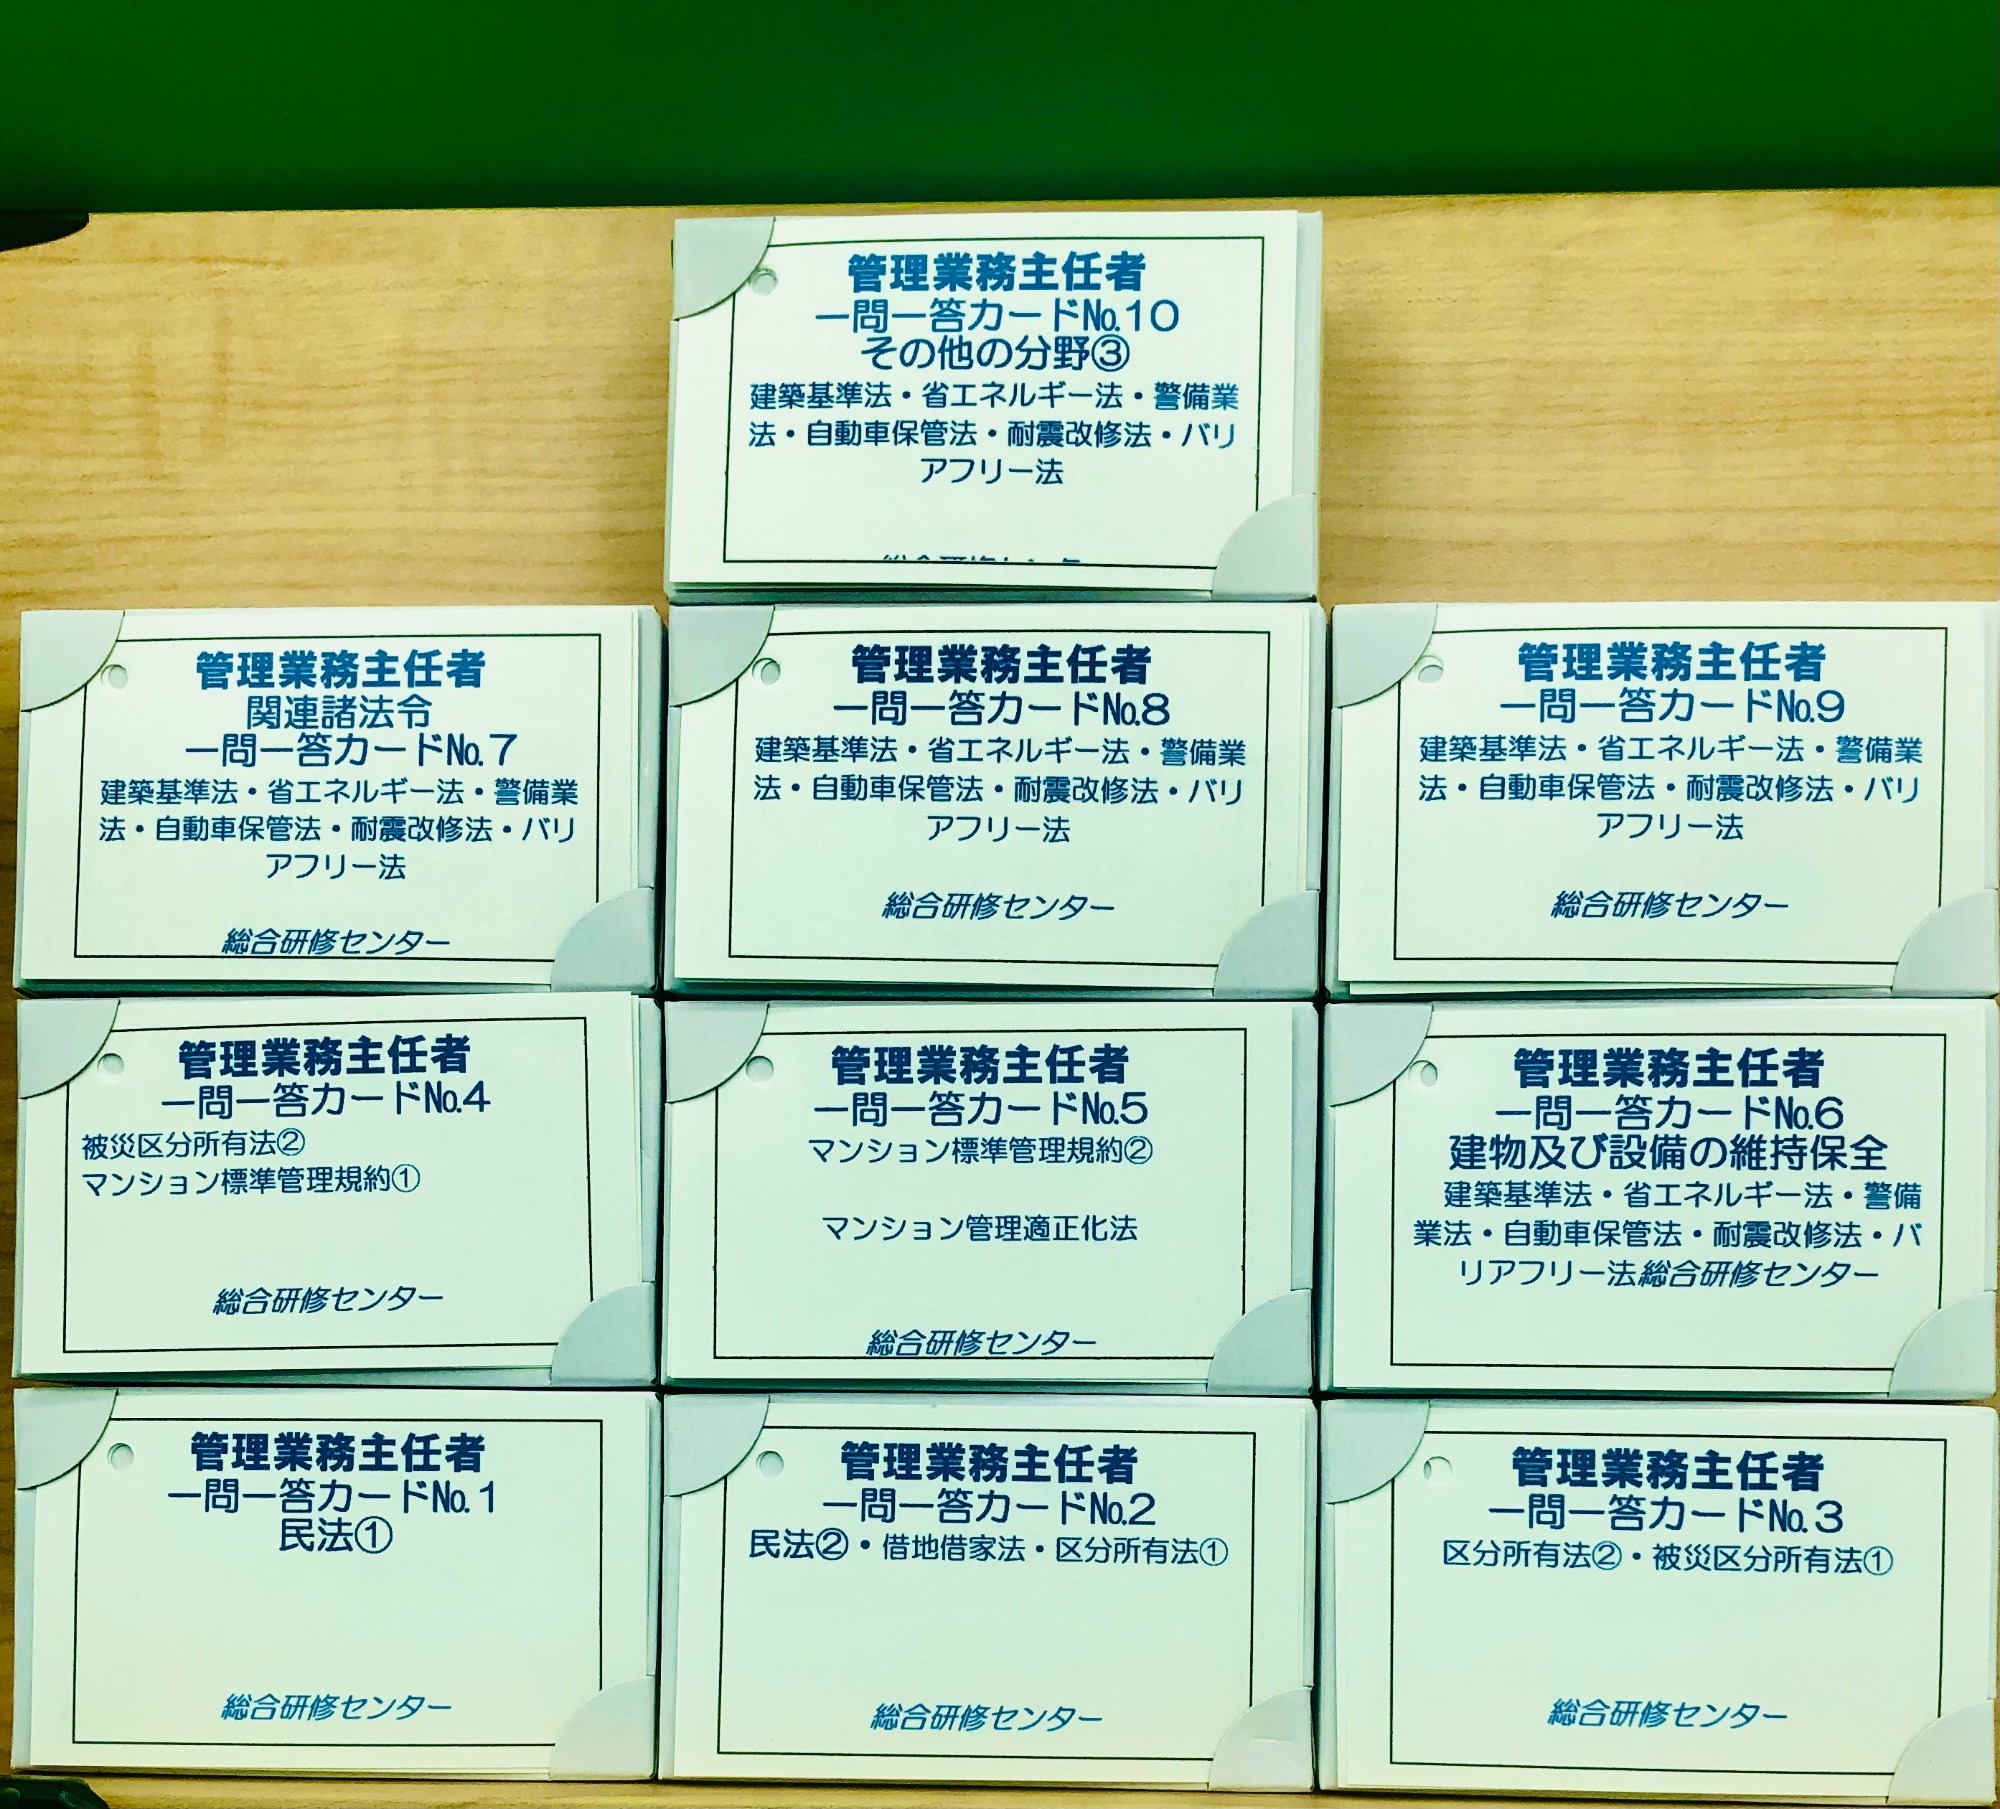 管理業務主任者
一問一答カード№10
その他の分野③
建築基準法・省エネルギー法・警備業
法・自動車保管法・耐震改修法・バリ
アフリー法
管理業務主任者
関連諸法令
一問一答カード№７
建築基準法・省エネルギー法・警備業
法・自動車保管法・耐震改修法・バリ
アフリー法
総合研修センター
管理業務主任者
一問一答カード№8
建築基準法・省エネルギー法・警備業
法・自動車保管法・耐震改修法・バリ
アフリー法
総合研修センター
管理業務主任者
一問一答カード№9
建築基準法・省エネルギー法・警備業
法・自動車保管法・耐震改修法・バリ
アフリー法
総合研修センター
管理業務主任者
一問一答カード№4
被災区分所有法②
マンション標準管理規約①
総合研修センター
管理業務主任者
一問一答カード№5
マンション標準管理規約②
マンション管理適正化法
総合研修センター
管理業務主任者
一問一答カード№6
建物及び設備の維持保全
建築基準法・省エネルギー法・警備
業法・自動車保管法・耐震改修法・バ
リアフリー法総合研修センター
管理業務主任者
一問一答カード№１
民法①
総合研修センター
管理業務主任者
一問一答カード№2
民法②・借地借家法・区分所有法①
総合研修センター
管理業務主任者
一問一答カード№３
区分所有法②・被災区分所有法①
総合研修センター